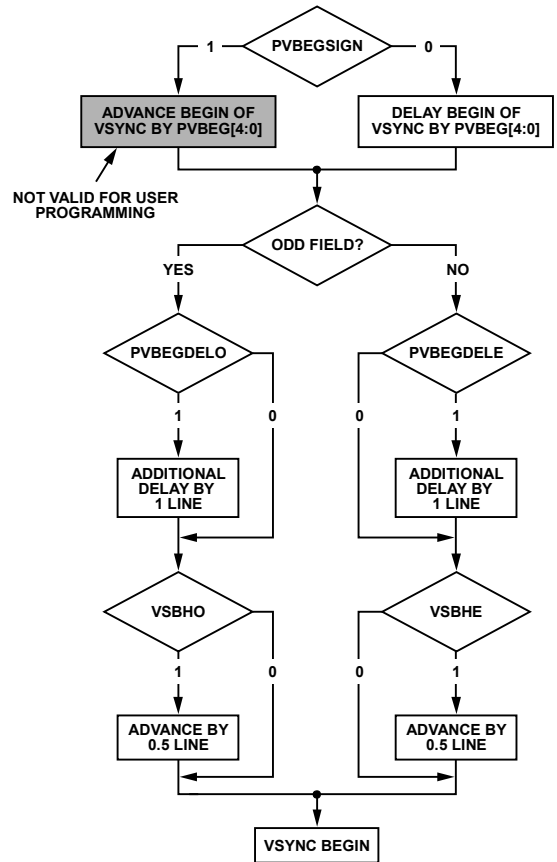 PVBEGSIGN
1
0
ADVANCE BEGIN OF
VSYNC BY PVBEG[4:0]
DELAY BEGIN OF
VSYNC BY PVBEG[4:0]
NOT VALID FOR USER
PROGRAMMING
ODD FIELD?
YES
NO
PVBEGDELO
PVBEGDELE
1
0
0
1
ADDITIONAL
DELAY BY
1 LINE
ADDITIONAL
DELAY BY
1 LINE
VSBHO
VSBHE
1
0
0
1
ADVANCE BY
0.5 LINE
ADVANCE BY
0.5 LINE
VSYNC BEGIN